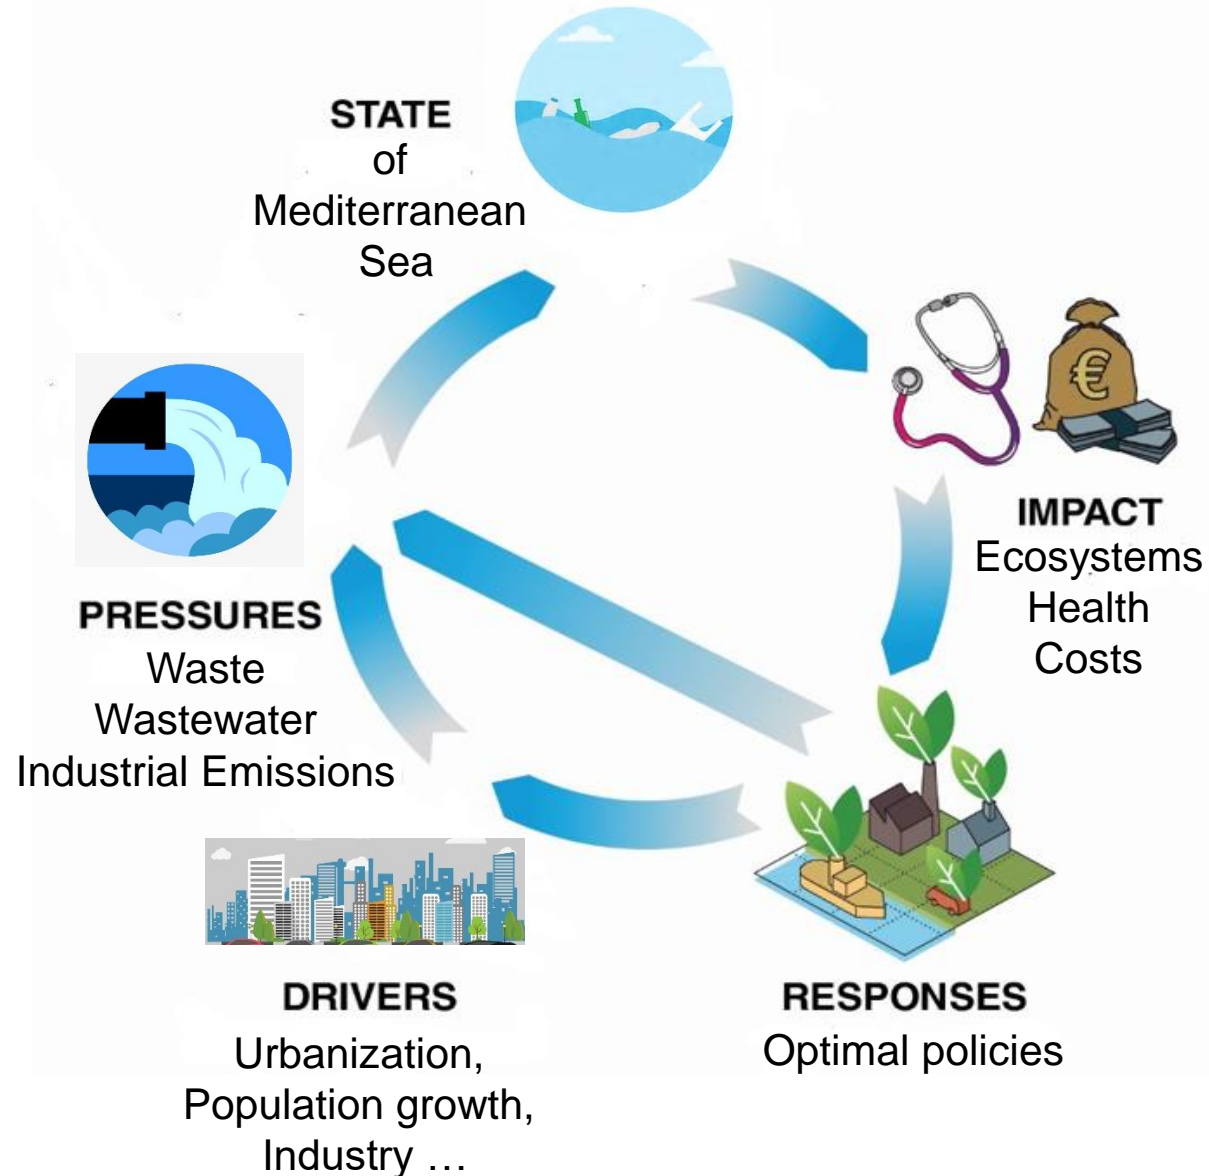 STATE
of
Mediterranean
Sea
€
IMPACT
Ecosystems
Health
Costs
PRESSURES
Waste
Wastewater
Industrial Emissions
DRIVERS
Urbanization,
Population growth,
Industry …
RESPONSES
Optimal policies